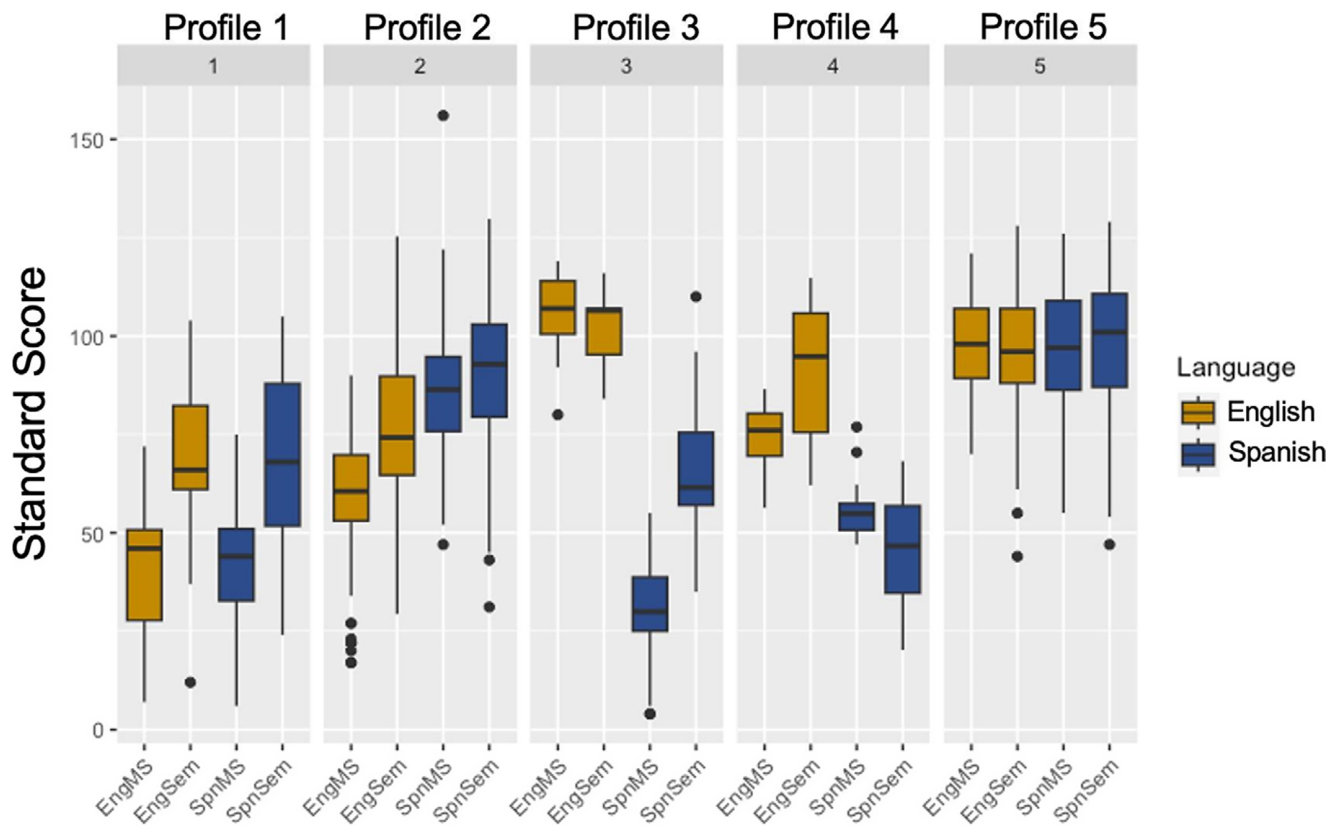 Profile 1 Profile 2 Profile 3 Profile 4 Profile 5
1 2 3 4 5
150
100
50
0
Standard Score
EngMS EngSem SpnMS SpnSem EngMS EngSem SpnMS SpnSem EngMS EngSem SpnMS SpnSem EngMS EngSem SpnMS SpnSem EngMS EngSem SpnMS SpnSem
Language
English
Spanish